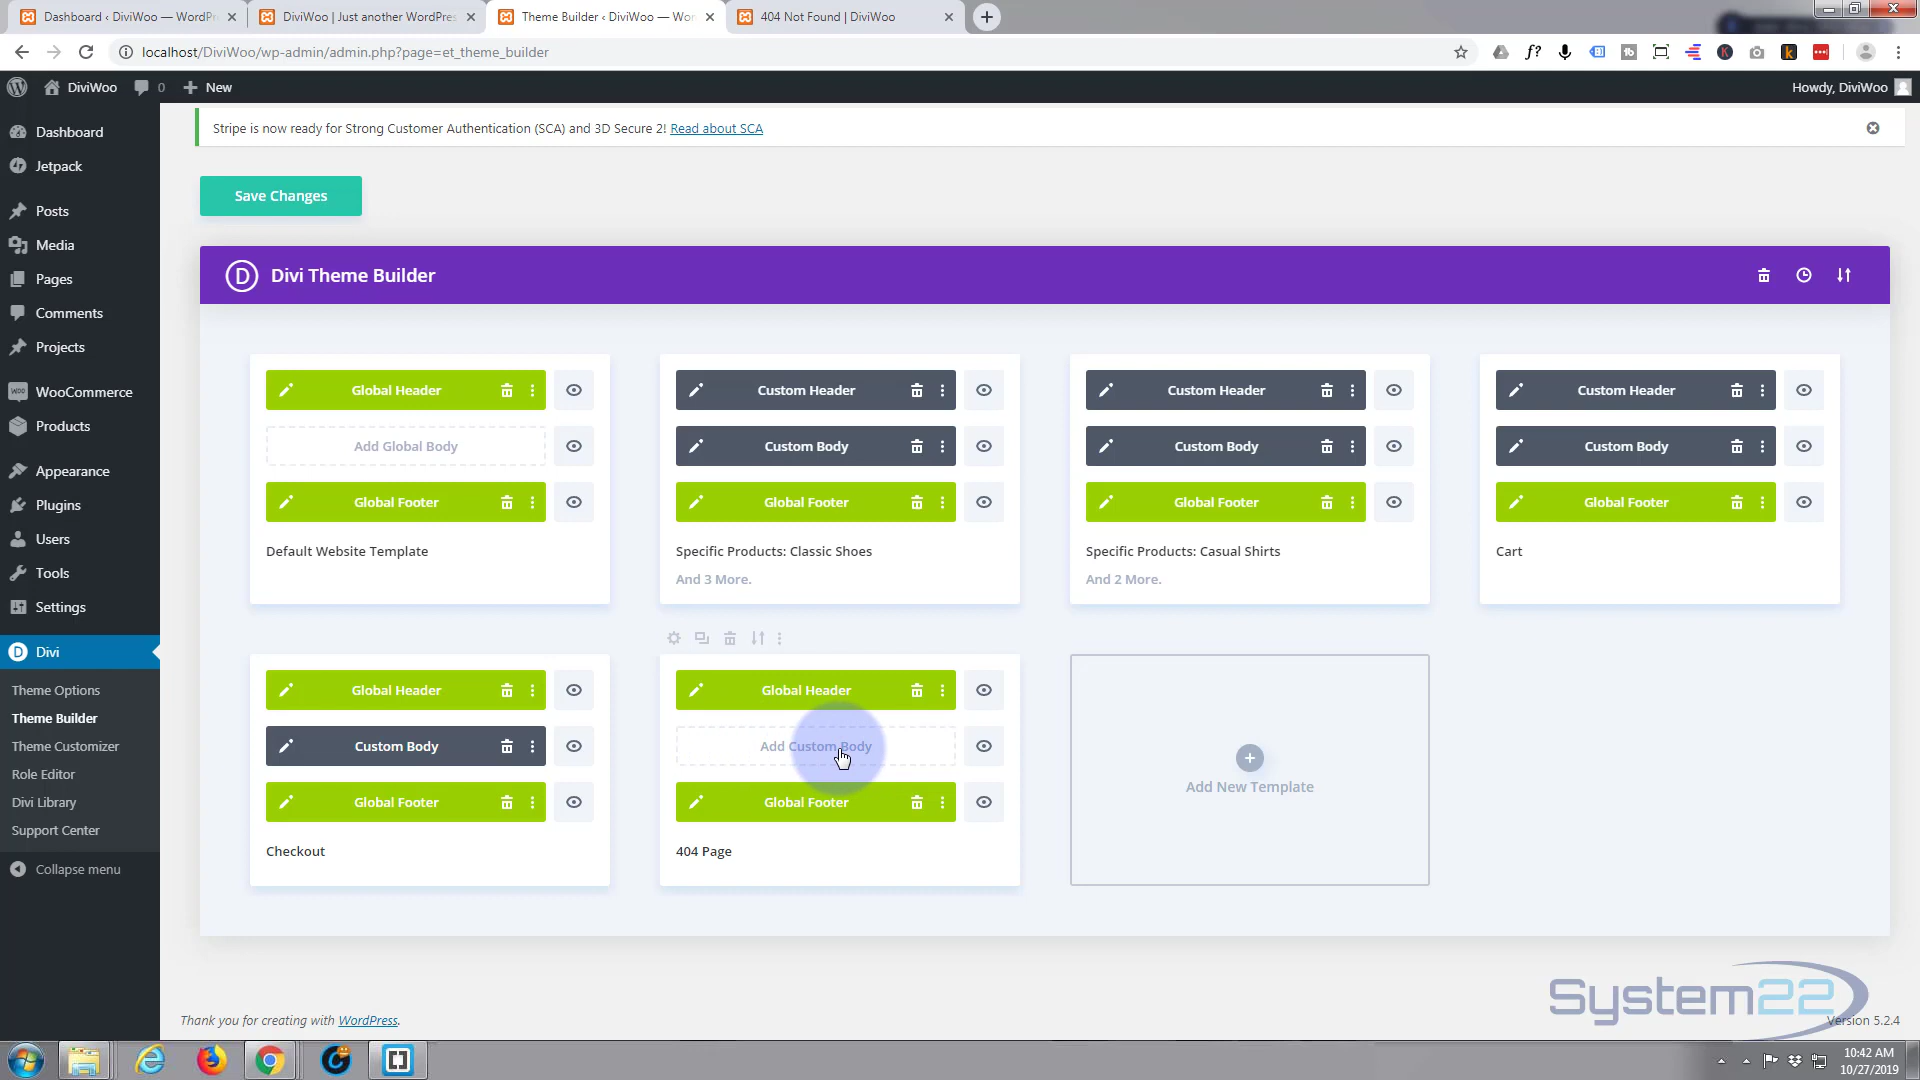 Dashboard ‹ DiviWoo — WordPr
DiviWoo | Just another WordPres
Theme Builder ‹ DiviWoo — Wor
404 Not Found | DiviWoo
localhost/DiviWoo/wp-admin/admin.php?page=et_theme_builder
DiviWoo
0
New
Howdy, DiviWoo
Dashboard
Jetpack
Posts
Media
Pages
Comments
Projects
WooCommerce
Products
Appearance
Plugins
Users
Tools
Settings
Divi
Theme Options
Theme Builder
Theme Customizer
Role Editor
Divi Library
Support Center
Collapse menu
Stripe is now ready for Strong Customer Authentication (SCA) and 3D Secure 2! Read about SCA
Save Changes
Divi Theme Builder
Global Header
Add Global Body
Global Footer
Default Website Template
Custom Header
Custom Body
Global Footer
Specific Products: Classic Shoes
And 3 More.
Custom Header
Custom Body
Global Footer
Specific Products: Casual Shirts
And 2 More.
Custom Header
Custom Body
Global Footer
Cart
Global Header
Custom Body
Global Footer
Checkout
Global Header
Add Custom Body
Global Footer
404 Page
Add New Template
System22
Thank you for creating with WordPress.
Version 5.2.4
10:42 AM
10/27/2019